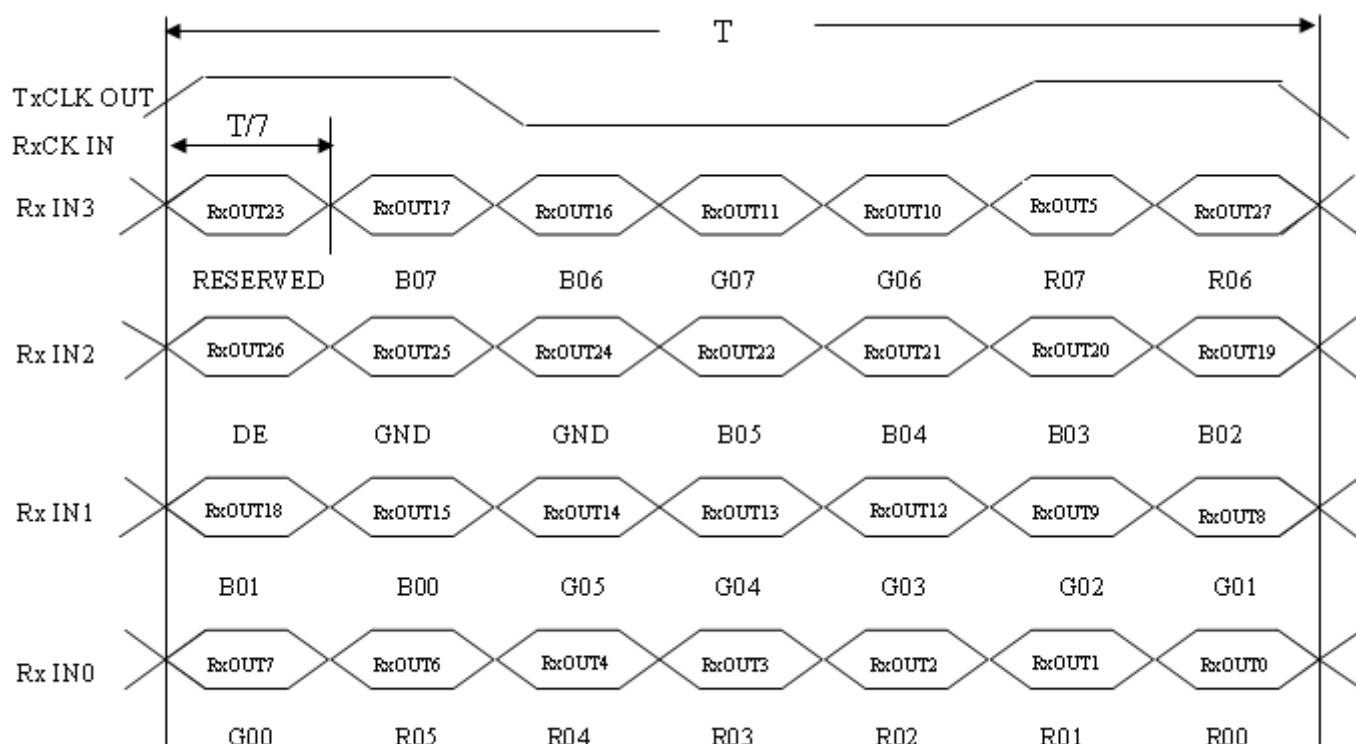 T
TxCLK OUT
T/7
RxCK IN
Rx IN3 RxOUT23 RxOUT17 RxOUT16 RxOUT11 RxOUT10 RxOUT5 RxOUT27
RESERVED B07 B06 G07 G06 R07 R06
Rx IN2 RxOUT26 RxOUT25 RxOUT24 RxOUT22 RxOUT21 RxOUT20 RxOUT19
DE GND GND B05 B04 B03 B02
Rx IN1 RxOUT18 RxOUT15 RxOUT14 RxOUT13 RxOUT12 RxOUT9 RxOUT8
B01 B00 G05 G04 G03 G02 G01
Rx IN0 RxOUT7 RxOUT6 RxOUT4 RxOUT3 RxOUT2 RxOUT1 RxOUT0
G00 R05 R04 R03 R02 R01 R00